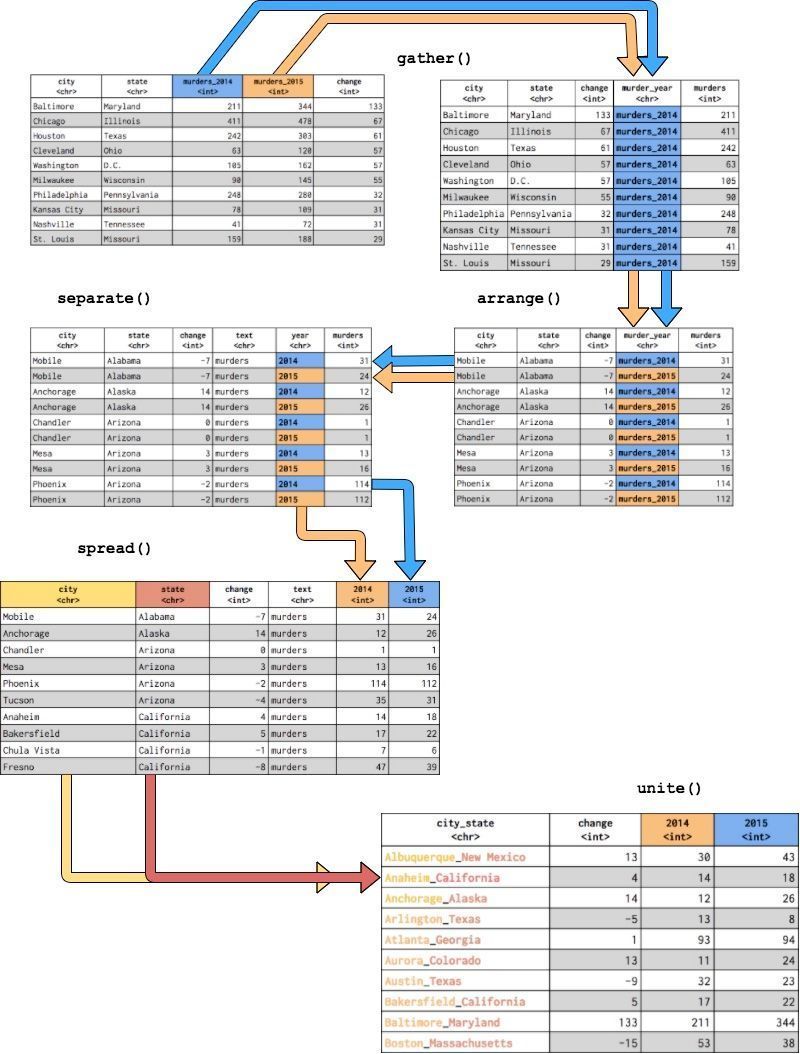 gather()
city state murders_2014 murders_2015 change
<chr> <chr> <int> <int> <int>
Baltimore Maryland 211 344 133
Chicago Illinois 411 478 67
Houston Texas 242 303 61
Cleveland Ohio 63 120 57
Washington D.C. 105 162 57
Milwaukee Wisconsin 90 145 55
Philadelphia Pennsylvania 248 280 32
Kansas City Missouri 78 109 31
Nashville Tennessee 41 72 31
St. Louis Missouri 159 188 29
city state change murder_year murders
<chr> <chr> <int> <chr> <int>
Baltimore Maryland 133 murders_2014 211
Chicago Illinois 67 murders_2014 411
Houston Texas 61 murders_2014 242
Cleveland Ohio 57 murders_2014 63
Washington D.C. 57 murders_2014 105
Milwaukee Wisconsin 55 murders_2014 90
Philadelphia Pennsylvania 32 murders_2014 248
Kansas City Missouri 31 murders_2014 78
Nashville Tennessee 31 murders_2014 41
St. Louis Missouri 29 murders_2014 159
separate()
arrange()
city state change text year murders
<chr> <chr> <int> <chr> <chr> <int>
Mobile Alabama -7 murders 2014 31
Mobile Alabama -7 murders 2015 24
Anchorage Alaska 14 murders 2014 12
Anchorage Alaska 14 murders 2015 26
Chandler Arizona 0 murders 2014 1
Chandler Arizona 0 murders 2015 1
Mesa Arizona 3 murders 2014 13
Mesa Arizona 3 murders 2015 16
Phoenix Arizona -2 murders 2014 114
Phoenix Arizona -2 murders 2015 112
city state change murder_year murders
<chr> <chr> <int> <chr> <int>
Mobile Alabama -7 murders_2014 31
Mobile Alabama -7 murders_2015 24
Anchorage Alaska 14 murders_2014 12
Anchorage Alaska 14 murders_2015 26
Chandler Arizona 0 murders_2014 1
Chandler Arizona 0 murders_2015 1
Mesa Arizona 3 murders_2014 13
Mesa Arizona 3 murders_2015 16
Phoenix Arizona -2 murders_2014 114
Phoenix Arizona -2 murders_2015 112
spread()
city state change text 2014 2015
<chr> <chr> <int> <chr> <int> <int>
Mobile Alabama -7 murders 31 24
Anchorage Alaska 14 murders 12 26
Chandler Arizona 0 murders 1 1
Mesa Arizona 3 murders 13 16
Phoenix Arizona -2 murders 114 112
Tucson Arizona -4 murders 35 31
Anaheim California 4 murders 14 18
Bakersfield California 5 murders 17 22
Chula Vista California -1 murders 7 6
Fresno California -8 murders 47 39
unite()
city_state change 2014 2015
<chr> <int> <int> <int>
Albuquerque_New Mexico 13 30 43
Anaheim_California 4 14 18
Anchorage_Alaska 14 12 26
Arlington_Texas -5 13 8
Atlanta_Georgia 1 93 94
Aurora_Colorado 13 11 24
Austin_Texas -9 32 23
Bakersfield_California 5 17 22
Baltimore_Maryland 133 211 344
Boston_Massachusetts -15 53 38